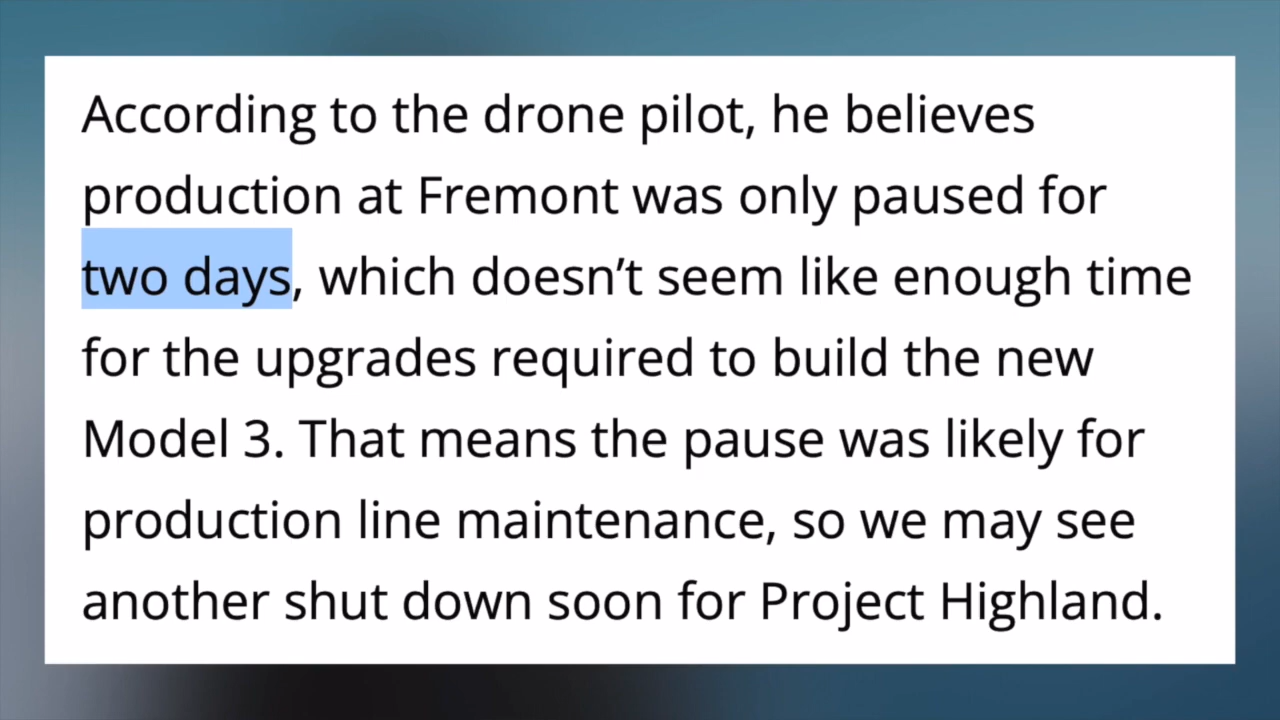 According to the drone pilot, he believes
production at Fremont was only paused for
two days, which doesn’t seem like enough time
for the upgrades required to build the new
Model 3. That means the pause was likely for
production line maintenance, so we may see
another shut down soon for Project Highland.